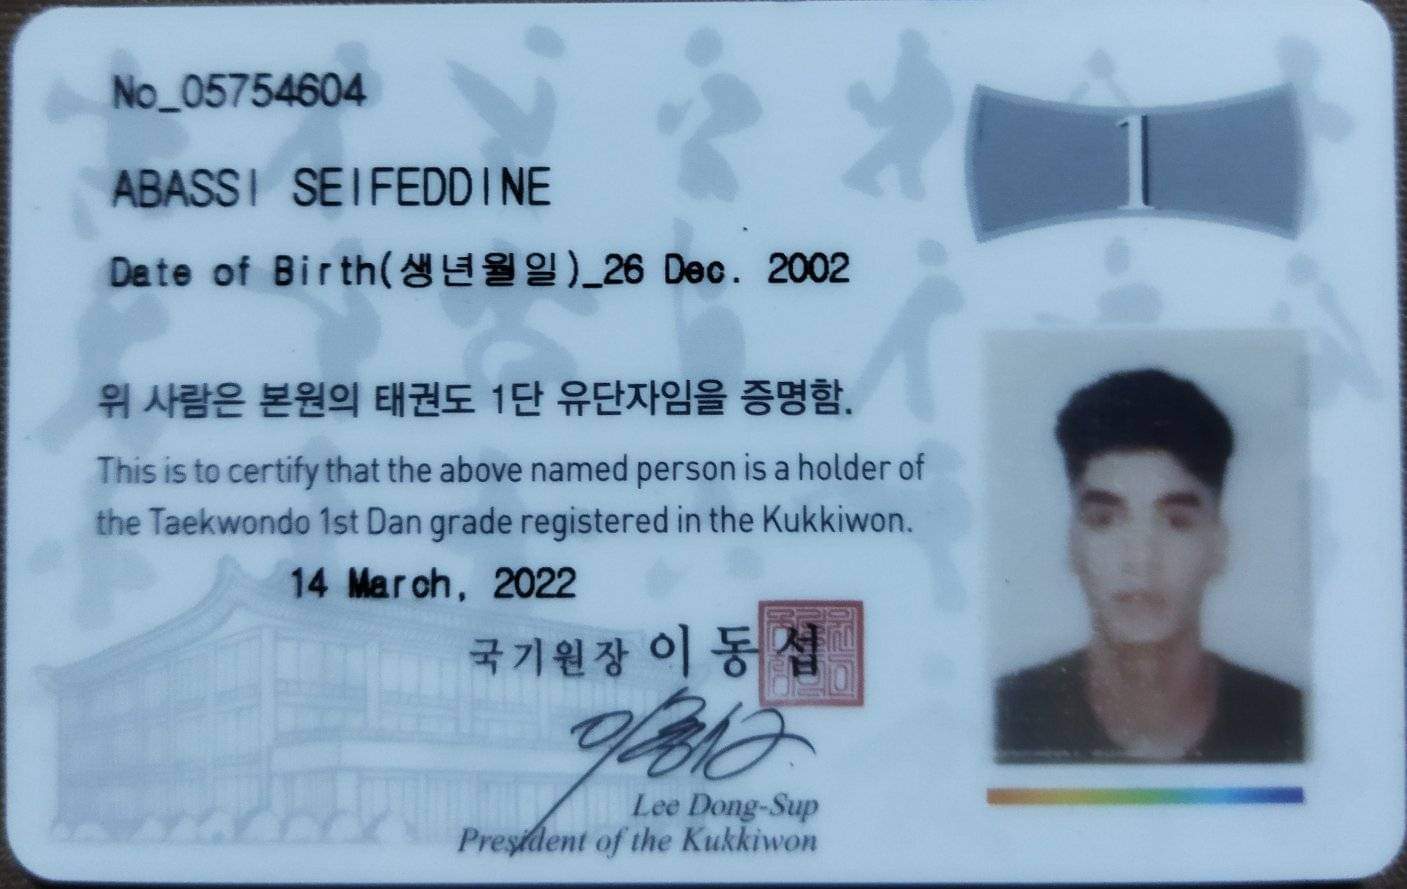 No_05754604
1
ABASSI SEIFEDDINE
Date of Birth(생년월일)_26 Dec. 2002
위 사람은 본원의 태권도 1단 유단자임을 증명함.
This is to certify that the above named person is a holder of
the Taekwondo 1st Dan grade registered in the Kukkiwon.
14 March, 2022
국기원장 이동섭
Lee Dong-Sup
President of the Kukkiwon